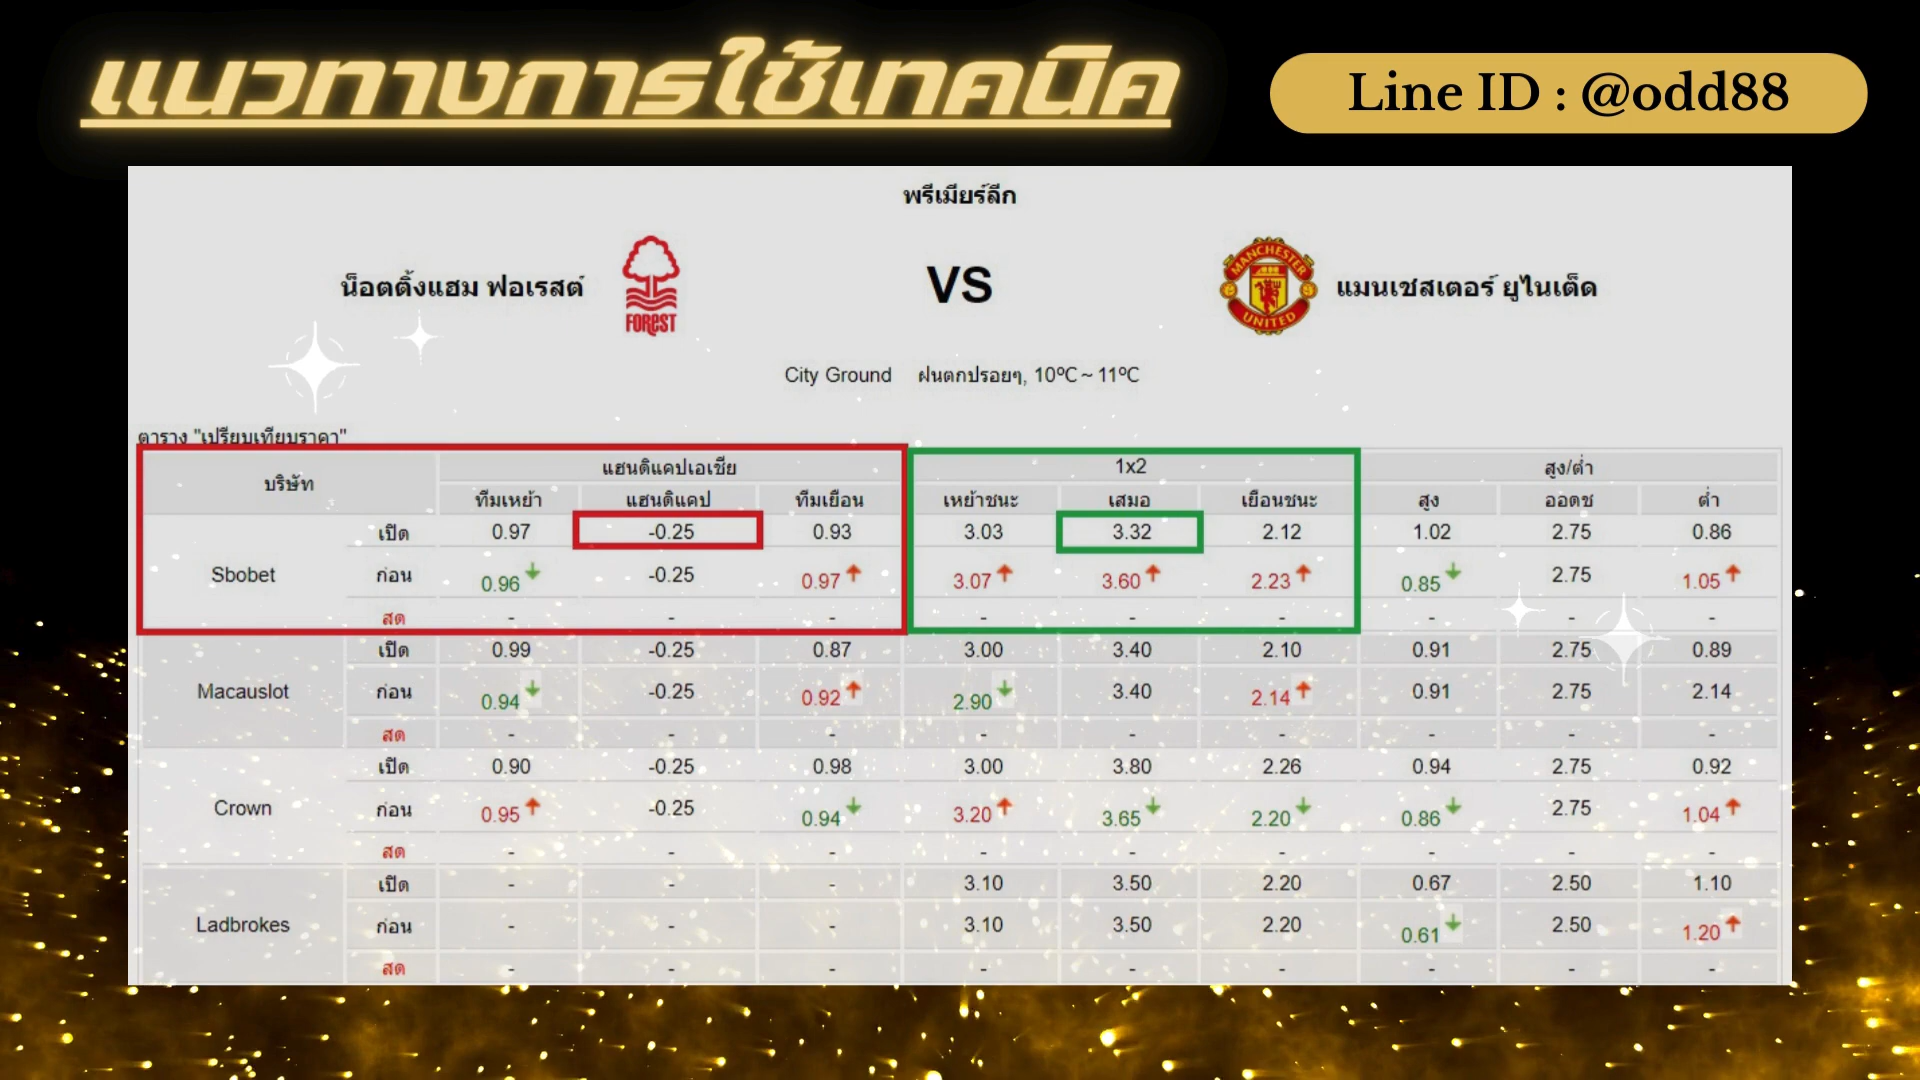 แนวทางการใช้เทคนิค
Line ID : @odd88
พรีเมียร์ลีก
น็อตติ้งแฮม ฟอเรสต์ FOREST VS MANCHESTER UNITED แมนเชสเตอร์ ยูไนเต็ด
City Ground ฝนตกปรอยๆ, 10ºC ~ 11ºC
ตาราง "เปรียบเทียบราคา"
บริษัท แฮนดิแคปเอเชีย 1x2 สูง/ต่ำ
ทีมเหย้า แฮนดิแคป ทีมเยือน เหย้าชนะ เสมอ เยือนชนะ สูง ออดซ ต่ำ
เปิด 0.97 -0.25 0.93 3.03 3.32 2.12 1.02 2.75 0.86
Sbobet ก่อน 0.96 -0.25 0.97 3.07 3.60 2.23 0.85 2.75 1.05
สด - - - - - - - - -
เปิด 0.99 -0.25 0.87 3.00 3.40 2.10 0.91 2.75 0.89
Macauslot ก่อน 0.94 -0.25 0.92 2.90 3.40 2.14 0.91 2.75 2.14
สด - - - - - - - - -
เปิด 0.90 -0.25 0.98 3.00 3.80 2.26 0.94 2.75 0.92
Crown ก่อน 0.95 -0.25 0.94 3.20 3.65 2.20 0.86 2.75 1.04
สด - - - - - - - - -
เปิด - - - 3.10 3.50 2.20 0.67 2.50 1.10
Ladbrokes ก่อน - - - 3.10 3.50 2.20 0.61 2.50 1.20
สด - - - - - - - - -